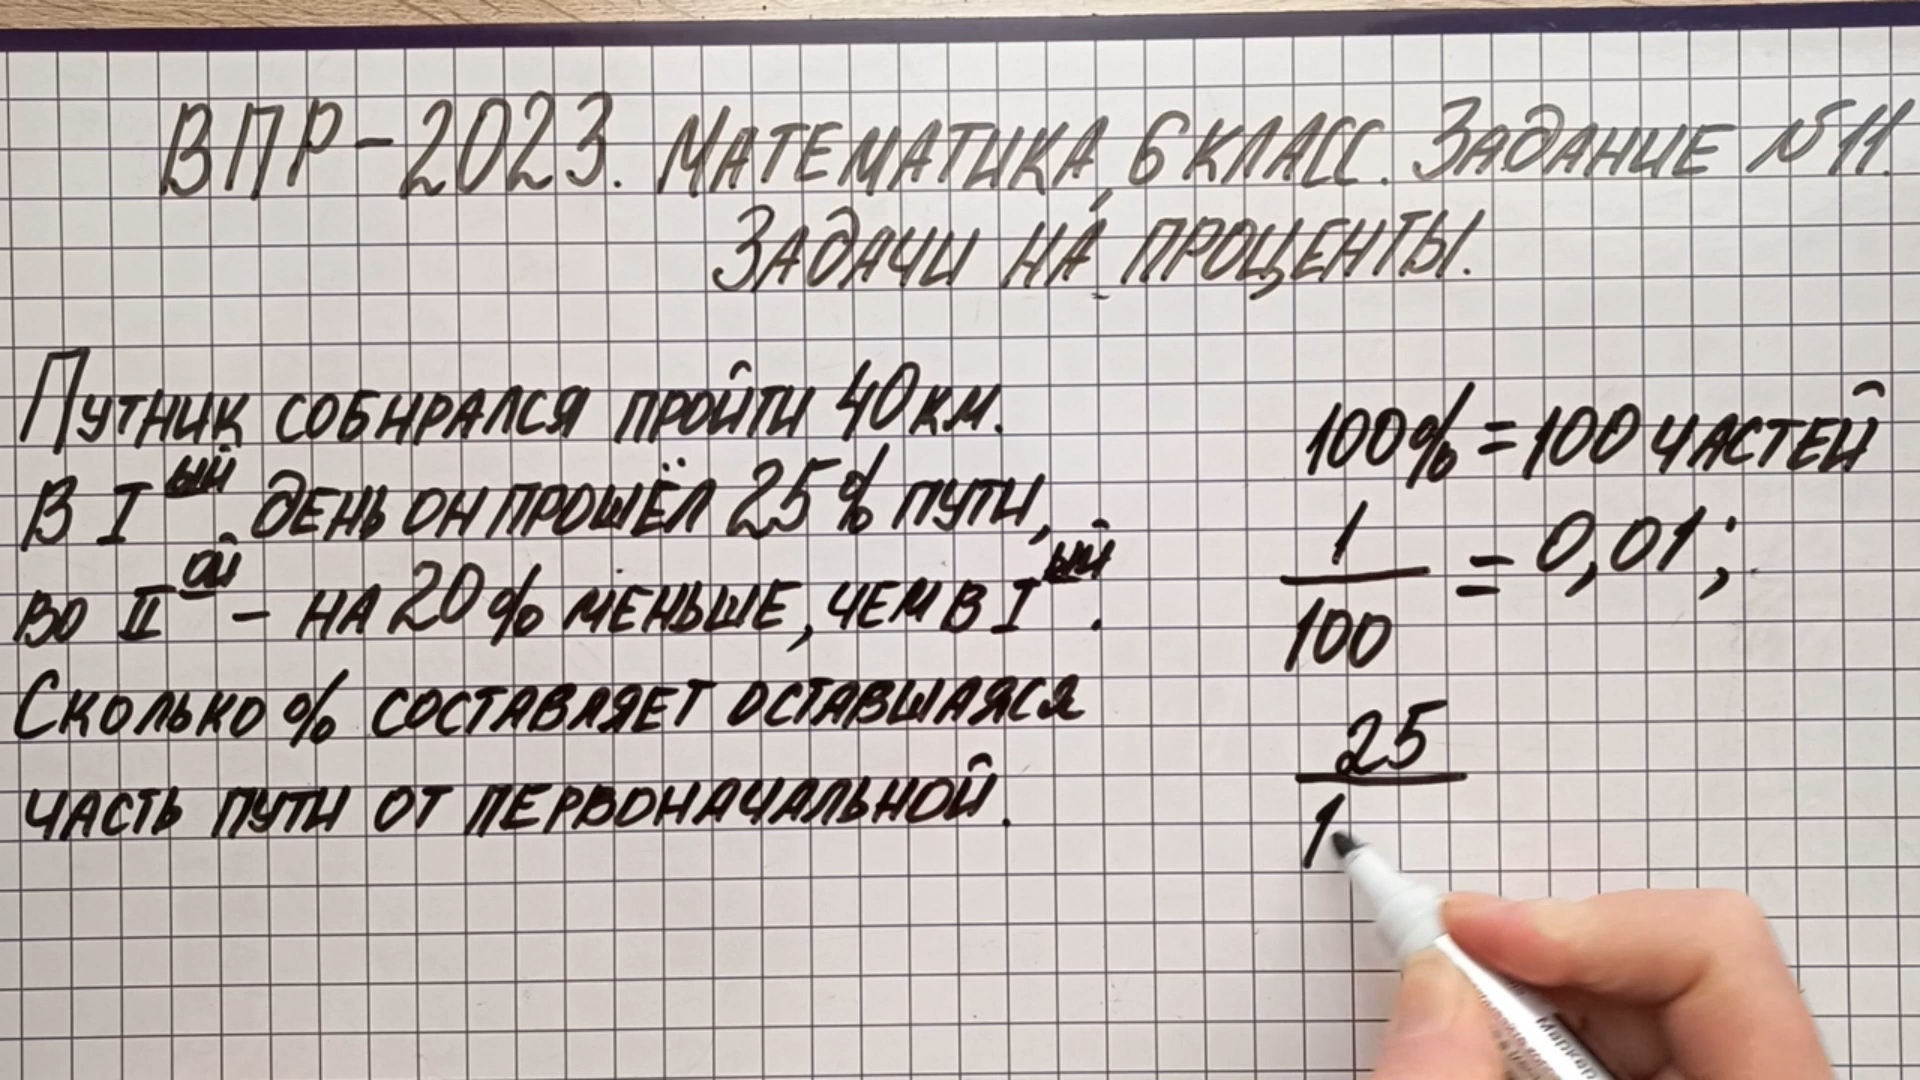 ВПР-2023. Математика, 6 класс. Задание №11.
Задачи на проценты.
Путник собирался пройти 40 км.
В I ый день он прошёл 25% пути,
во II ой - на 20% меньше, чем в I ый.
Сколько % составляет оставшаяся
часть пути от первоначальной.
100% = 100 частей
1/100 = 0,01;
25
1
Маркер